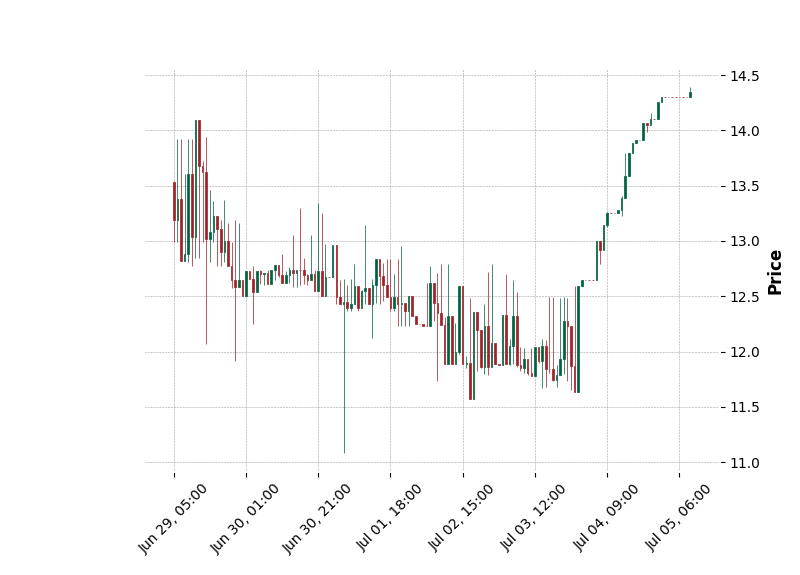 14.5
14.0
13.5
13.0
12.5
12.0
11.5
11.0
Price
Jun 29, 05:00
Jun 30, 01:00
Jun 30, 21:00
Jul 01, 18:00
Jul 02, 15:00
Jul 03, 12:00
Jul 04, 09:00
Jul 05, 06:00